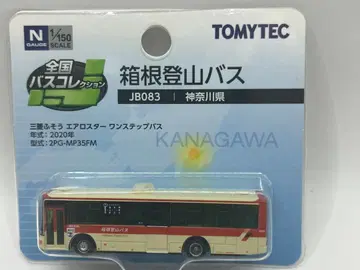 N
GAUGE
1/150
SCALE
TOMYTEC
全国
バスコレクション
箱根登山バス
JB083 | 神奈川県
KANAGAWA
三菱ふそう エアロスター ワンステップバス
年式：2020年
型式：2PG-MP35FM
箱根登山バス